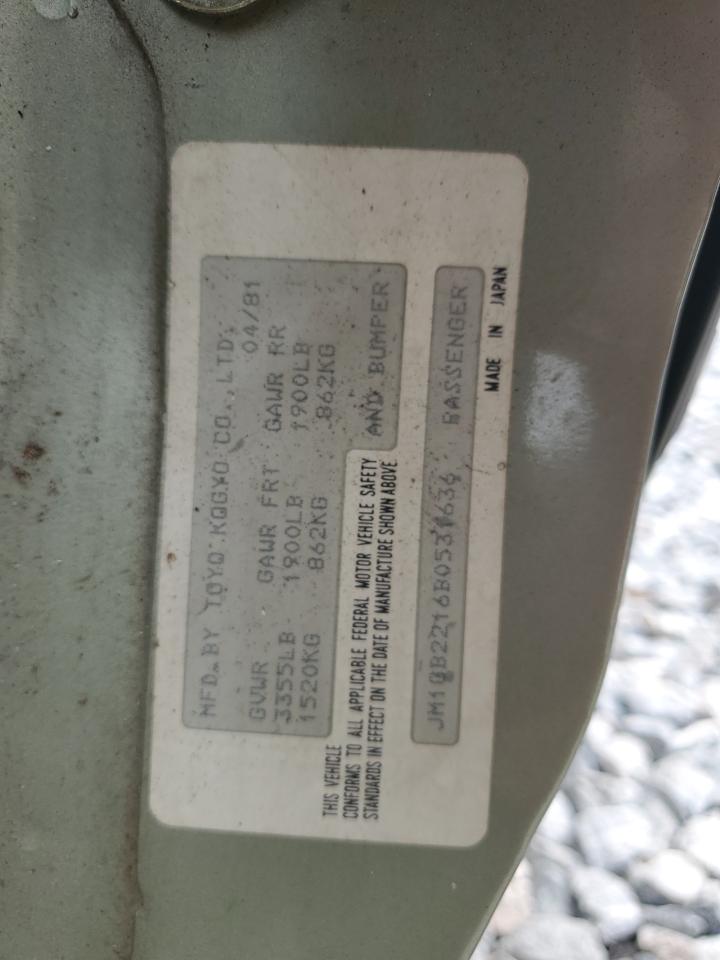 MFD. BY TOYO KOGYO CO., LTD.
04/81
GVWR GAWR FRT GAWR RR
3355LB 1900LB 1900LB
1520KG 862KG 862KG
THIS VEHICLE
CONFORMS TO ALL APPLICABLE FEDERAL MOTOR VEHICLE SAFETY AND BUMPER
STANDARDS IN EFFECT ON THE DATE OF MANUFACTURE SHOWN ABOVE
PASSENGER
MADE IN JAPAN